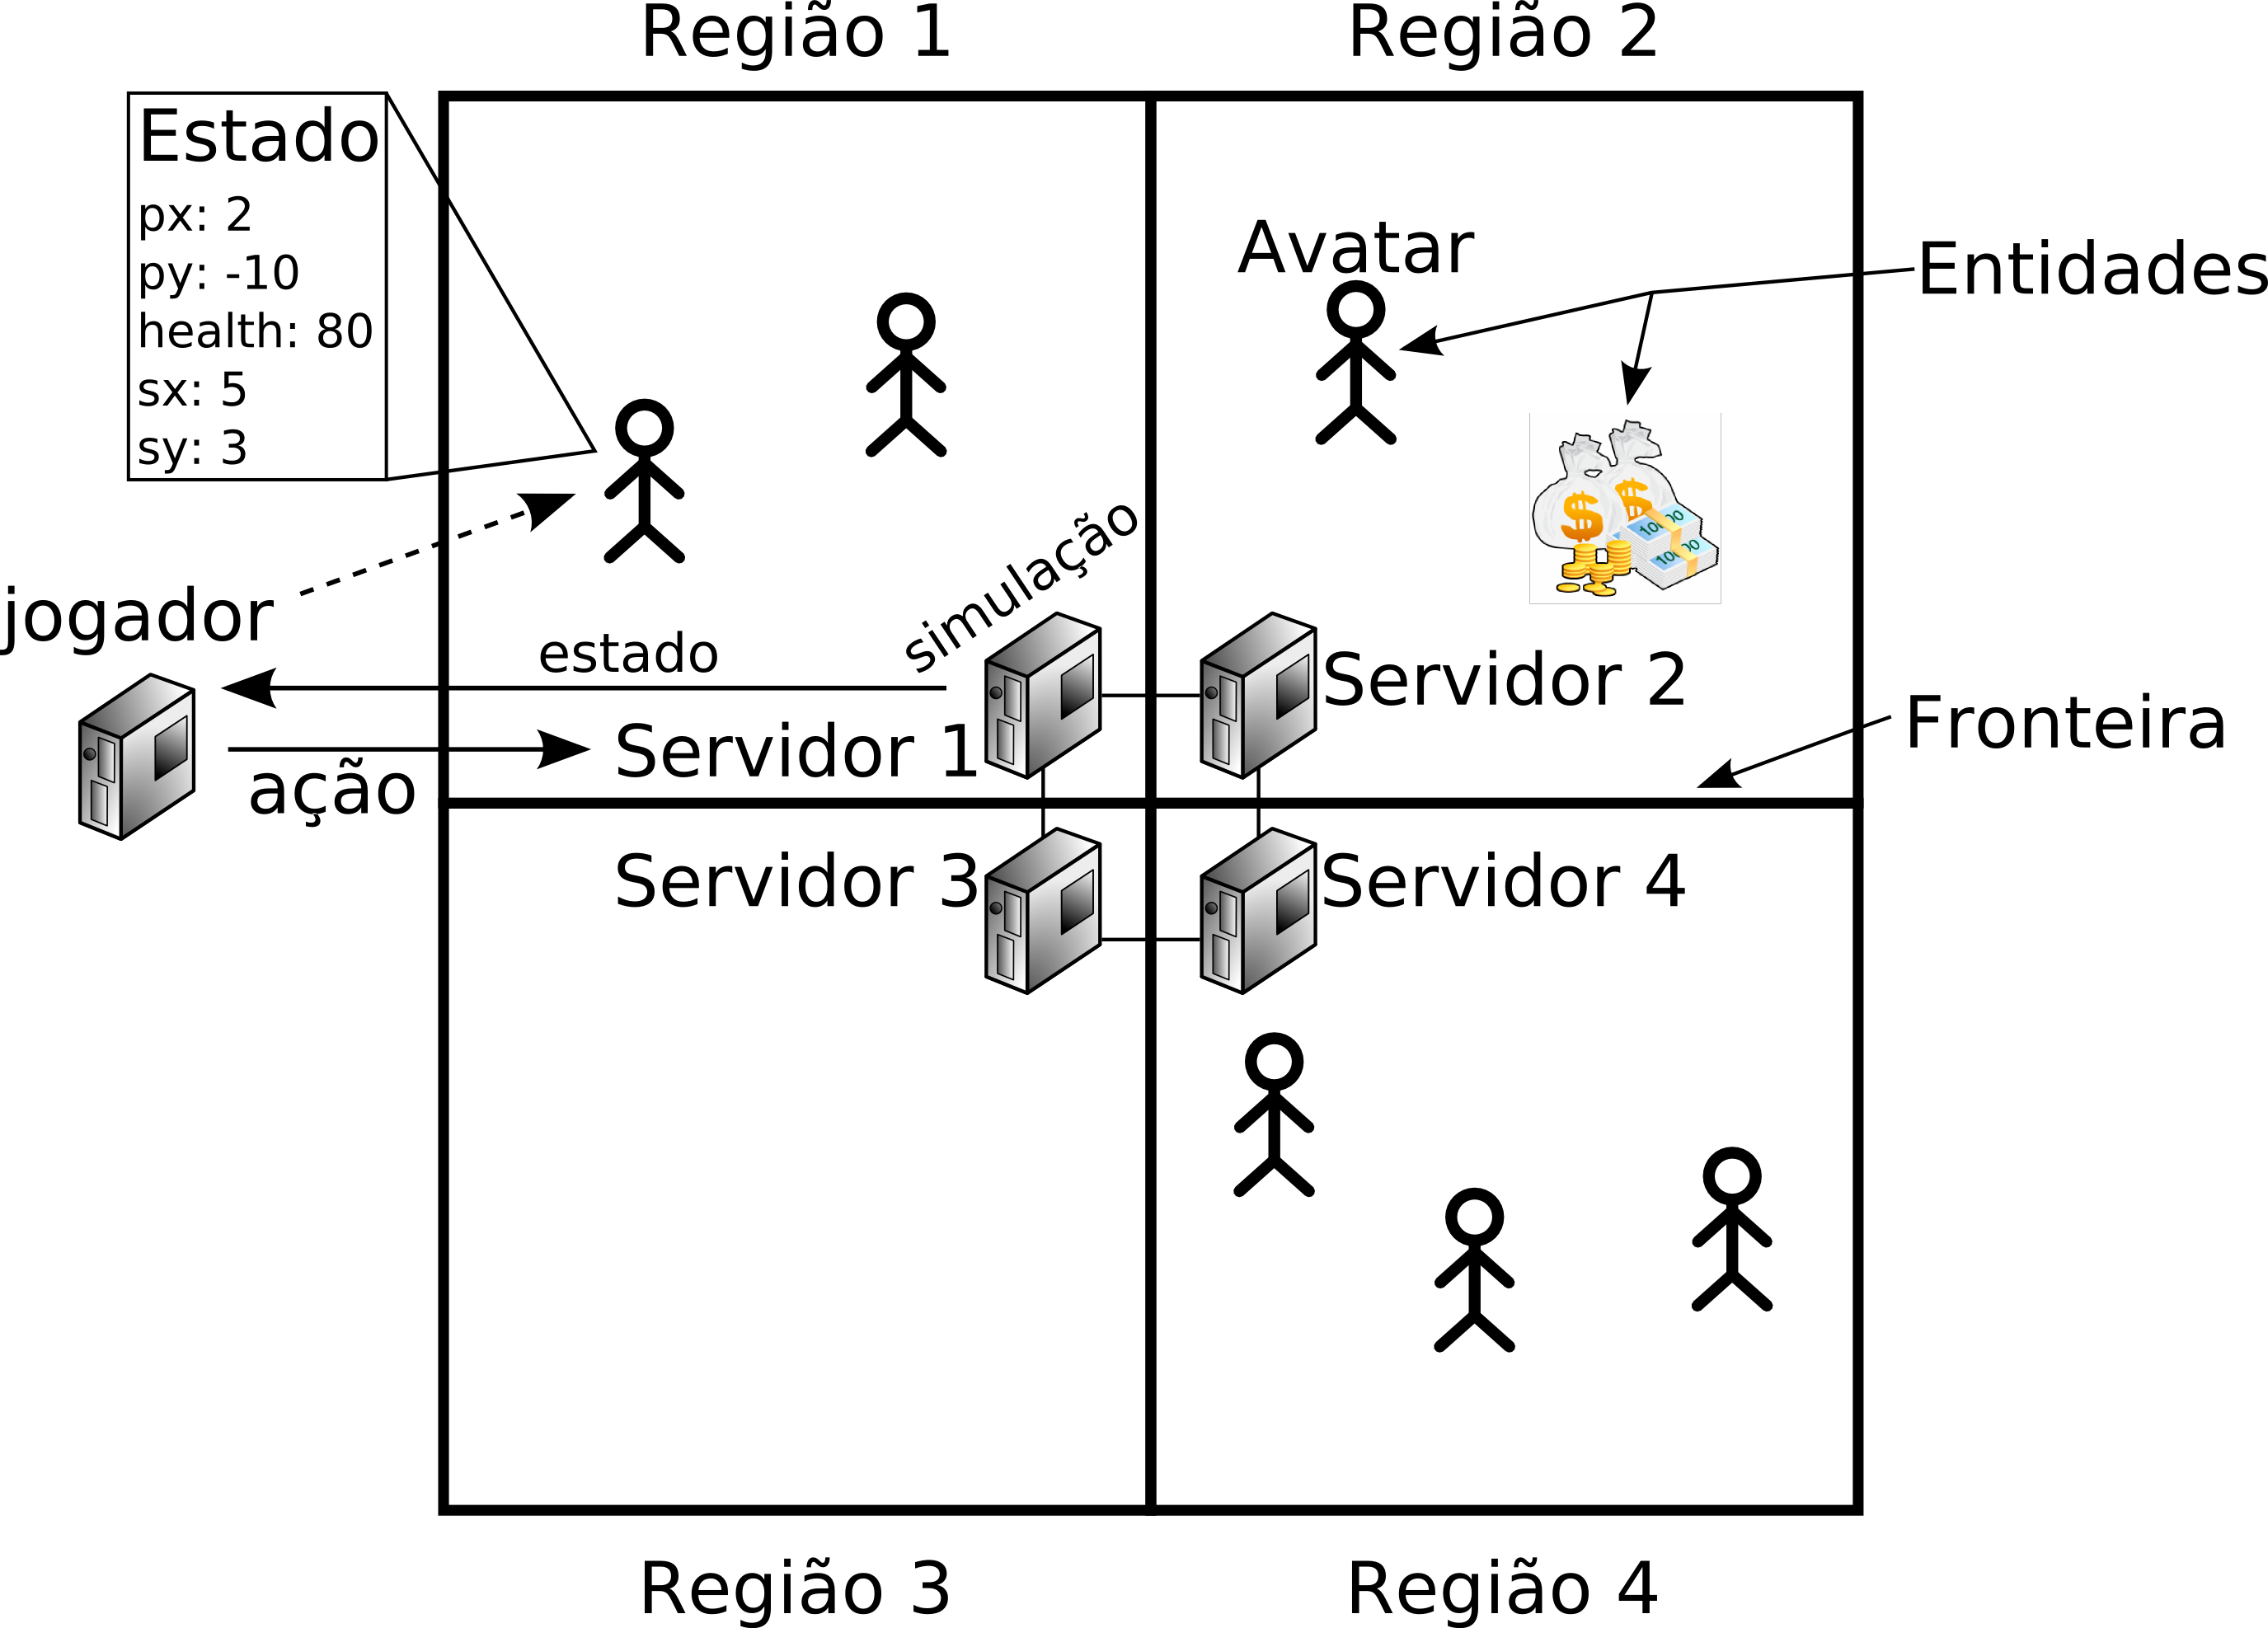 Região 1
Região 2
Estado
px: 2
py: -10
health: 80
sx: 5
sy: 3
Avatar
Entidades
$
$
jogador
estado
simulação
Servidor 1
Servidor 2
Fronteira
ação
Servidor 3
Servidor 4
Região 3
Região 4